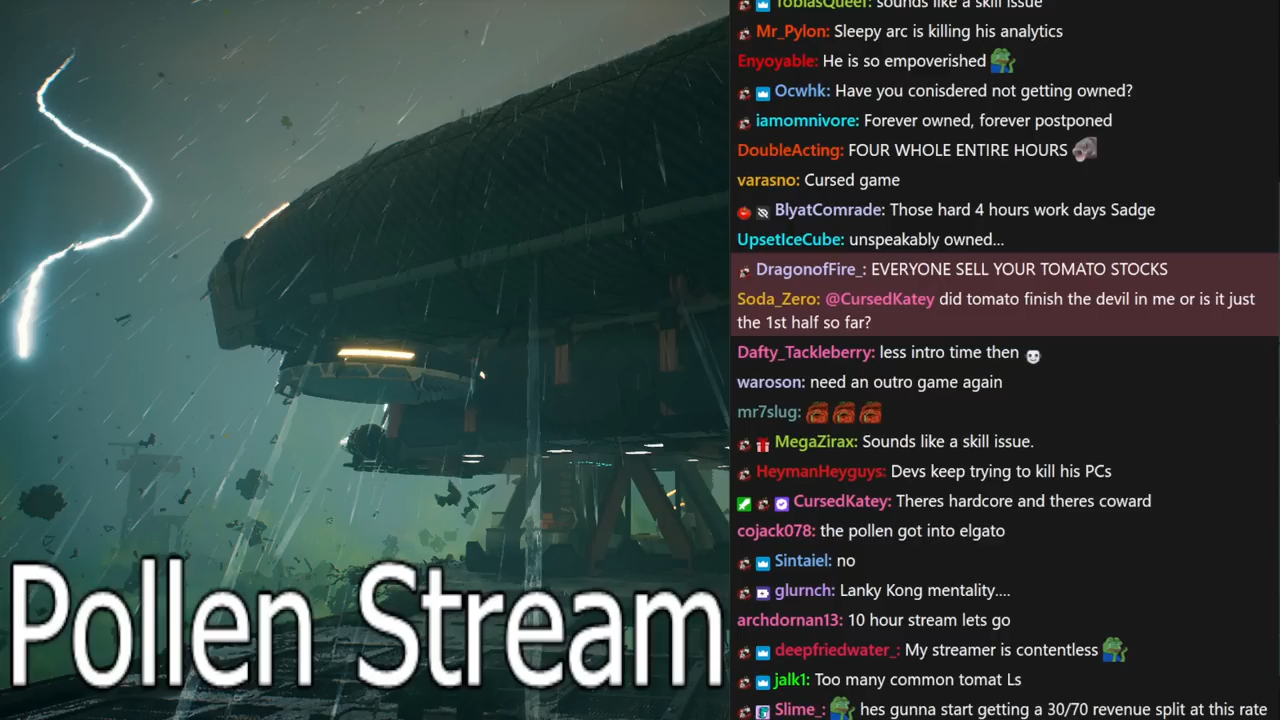 TobiasQueef: sounds like a skill issue
Mr_Pylon: Sleepy arc is killing his analytics
Enyoyable: He is so empoverished
Ocwhk: Have you conisdered not getting owned?
iamomnivore: Forever owned, forever postponed
DoubleActing: FOUR WHOLE ENTIRE HOURS
varasno: Cursed game
BlyatComrade: Those hard 4 hours work days Sadge
UpsetIceCube: unspeakably owned...
DragonofFire_: EVERYONE SELL YOUR TOMATO STOCKS
Soda_Zero: @CursedKatey did tomato finish the devil in me or is it just
the 1st half so far?
Dafty_Tackleberry: less intro time then
waroson: need an outro game again
mr7slug:
MegaZirax: Sounds like a skill issue.
HeymanHeyguys: Devs keep trying to kill his PCs
CursedKatey: Theres hardcore and theres coward
cojack078: the pollen got into elgato
Sintaiel: no
glurnch: Lanky Kong mentality....
archdornan13: 10 hour stream lets go
deepfriedwater_: My streamer is contentless
jalk1: Too many common tomat Ls
Slime_: hes gunna start getting a 30/70 revenue split at this rate
Pollen Stream